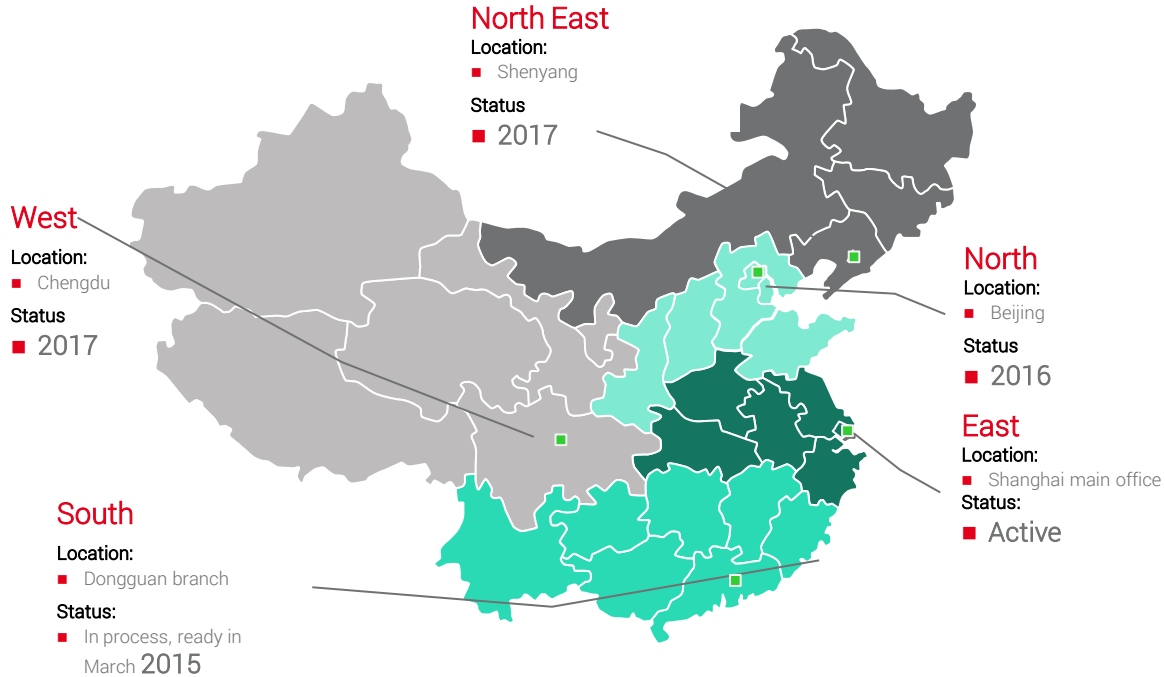 North East
Location:
Shenyang
Status
2017
West
Location:
Chengdu
Status
2017
North
Location:
Beijing
Status
2016
East
Location:
Shanghai main office
Status:
Active
South
Location:
Dongguan branch
Status:
In process, ready in
March 2015